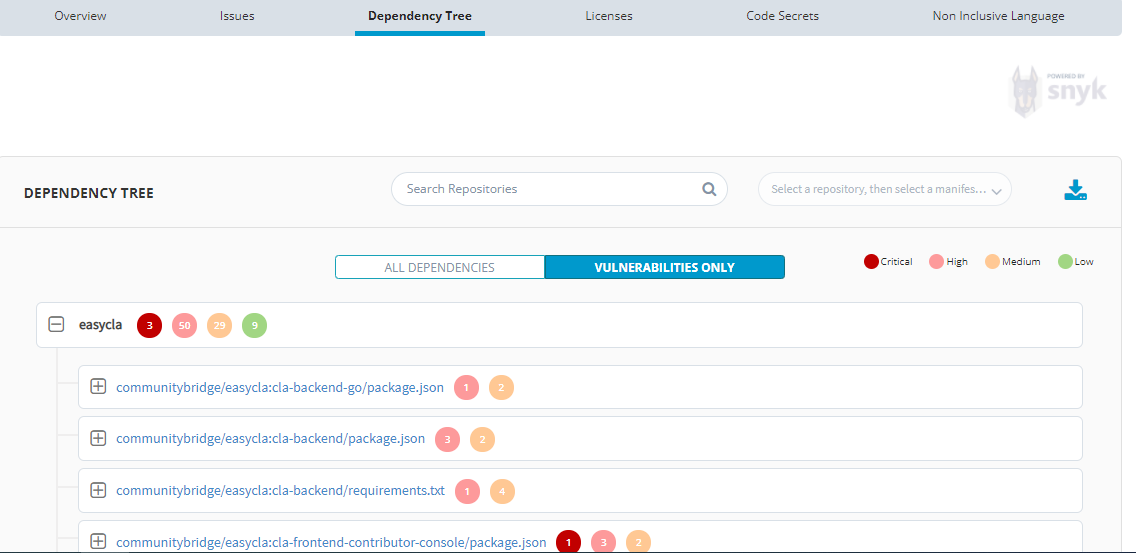 Overview Issues Dependency Tree Licenses Code Secrets Non Inclusive Language
POWERED BY
snyk
DEPENDENCY TREE Search Repositories Select a repository, then select a manifes...
ALL DEPENDENCIES VULNERABILITIES ONLY Critical High Medium Low
easycla 3 50 29 9
communitybridge/easycla:cla-backend-go/package.json 1 2
communitybridge/easycla:cla-backend/package.json 3 2
communitybridge/easycla:cla-backend/requirements.txt 1 4
communitybridge/easycla:cla-frontend-contributor-console/package.json 1 3 2